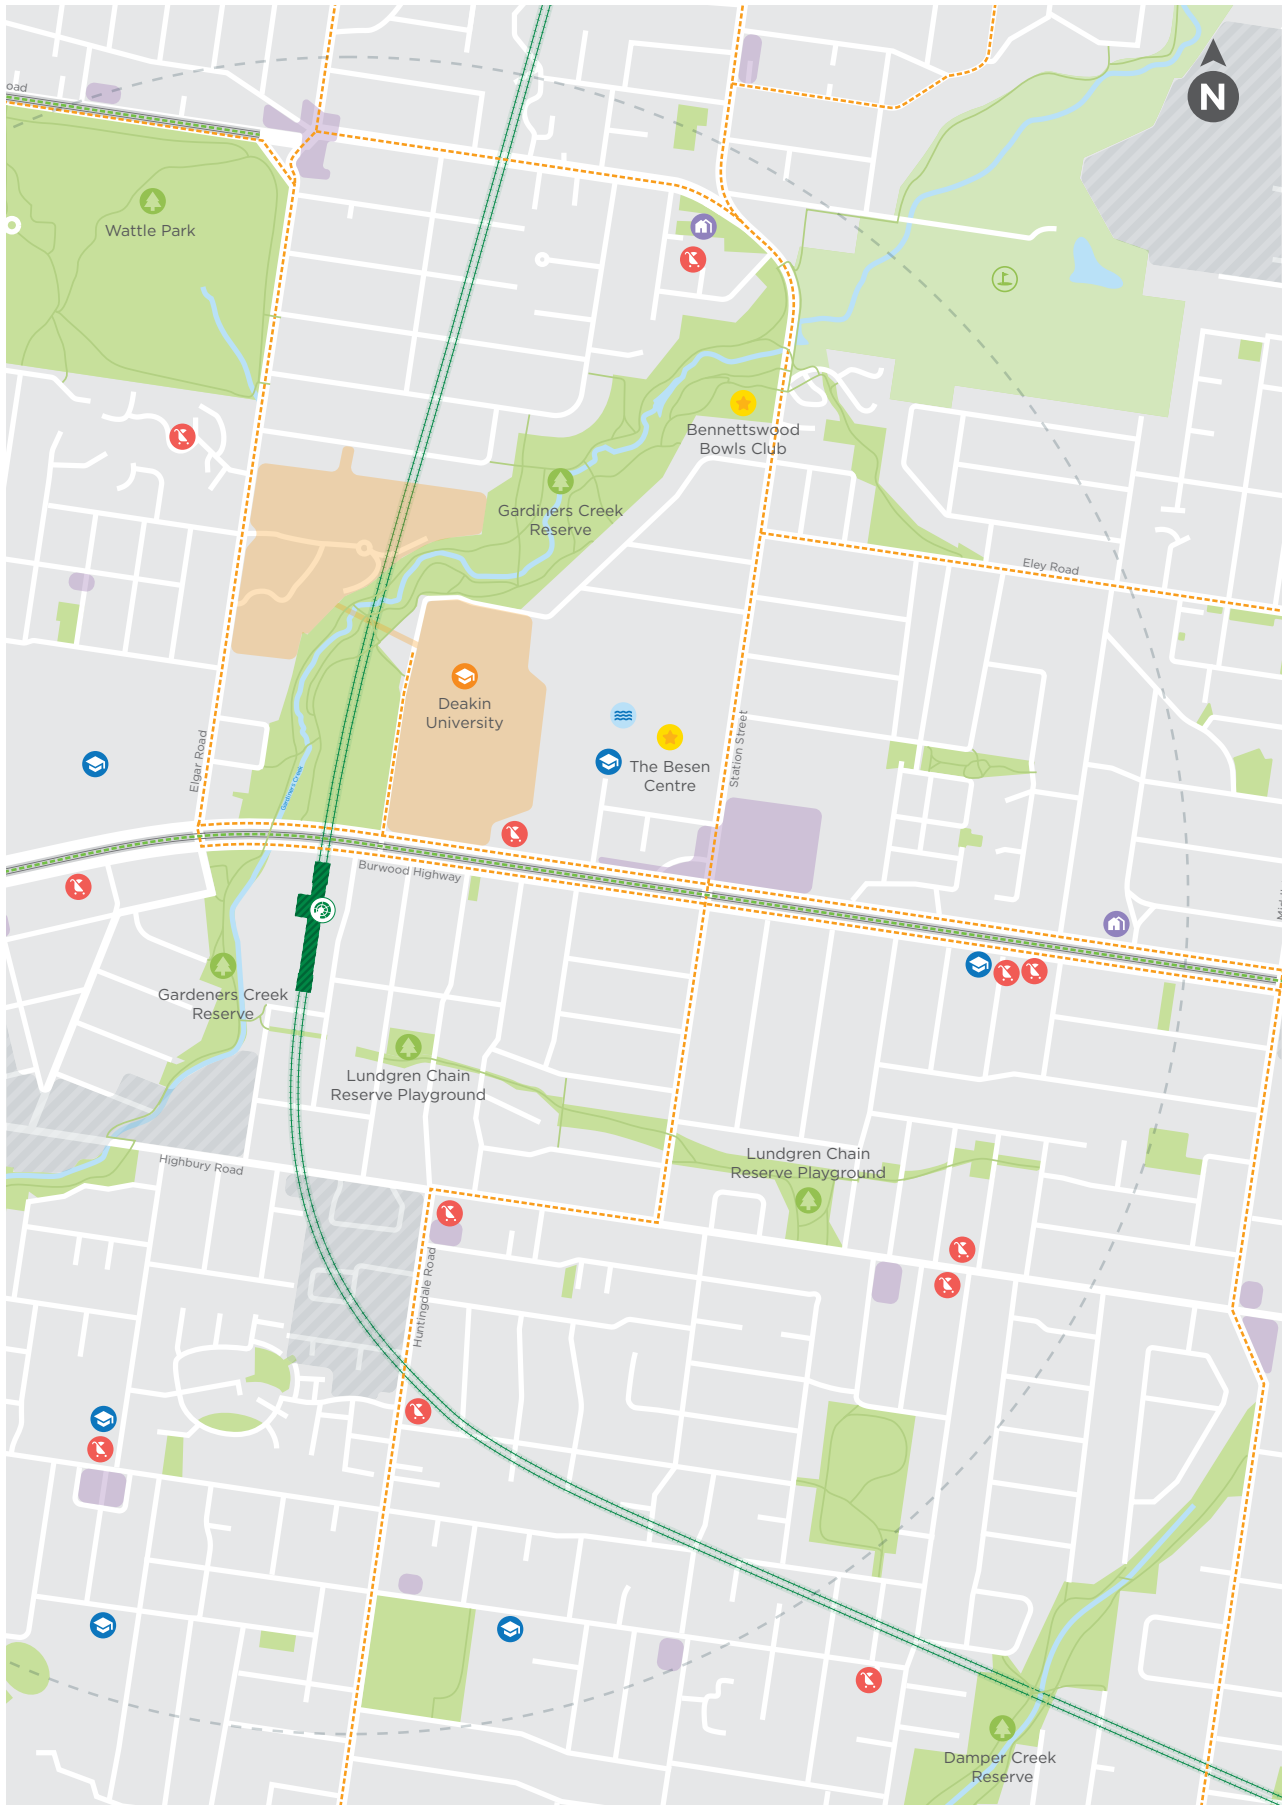 oad
N
Wattle Park
Bennettswood
Bowls Club
Gardiners Creek
Reserve
Eley Road
Deakin
University
Station Street
Elgar Road
The Besen
Centre
Gardiners Creek
Burwood Highway
Gardeners Creek
Reserve
Lundgren Chain
Reserve Playground
Highbury Road
Lundgren Chain
Reserve Playground
Huntingdale Road
Damper Creek
Reserve